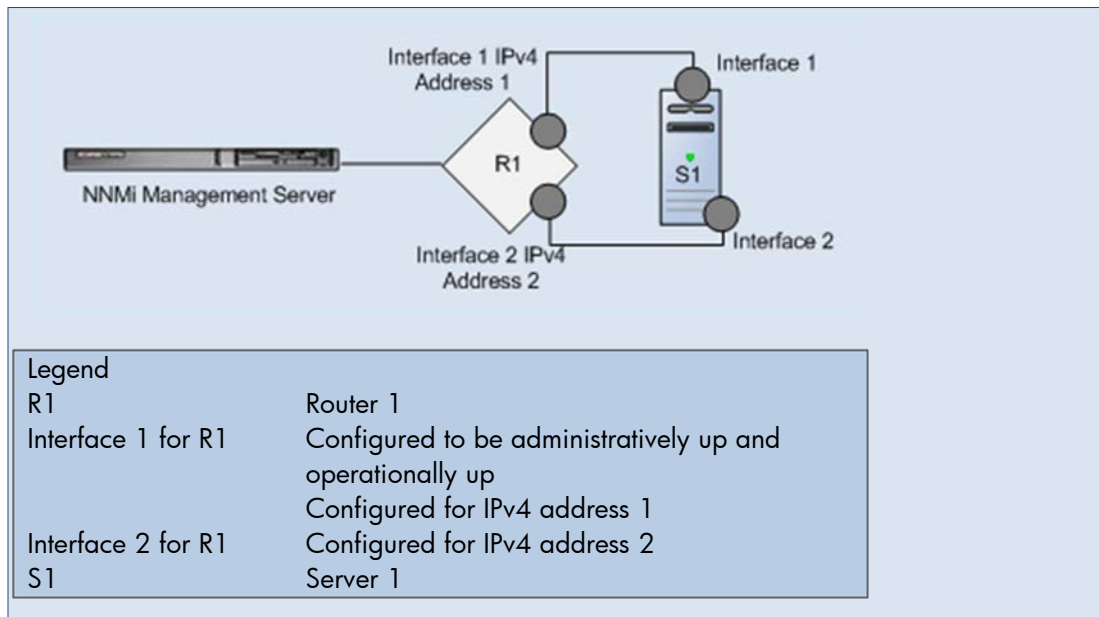 Interface 1 IPv4
Address 1
Interface 1
R1
S1
NNMi Management Server
Interface 2
Interface 2 IPv4
Address 2
Legend
R1 Router 1
Interface 1 for R1 Configured to be administratively up and
operationally up
Configured for IPv4 address 1
Interface 2 for R1 Configured for IPv4 address 2
S1 Server 1